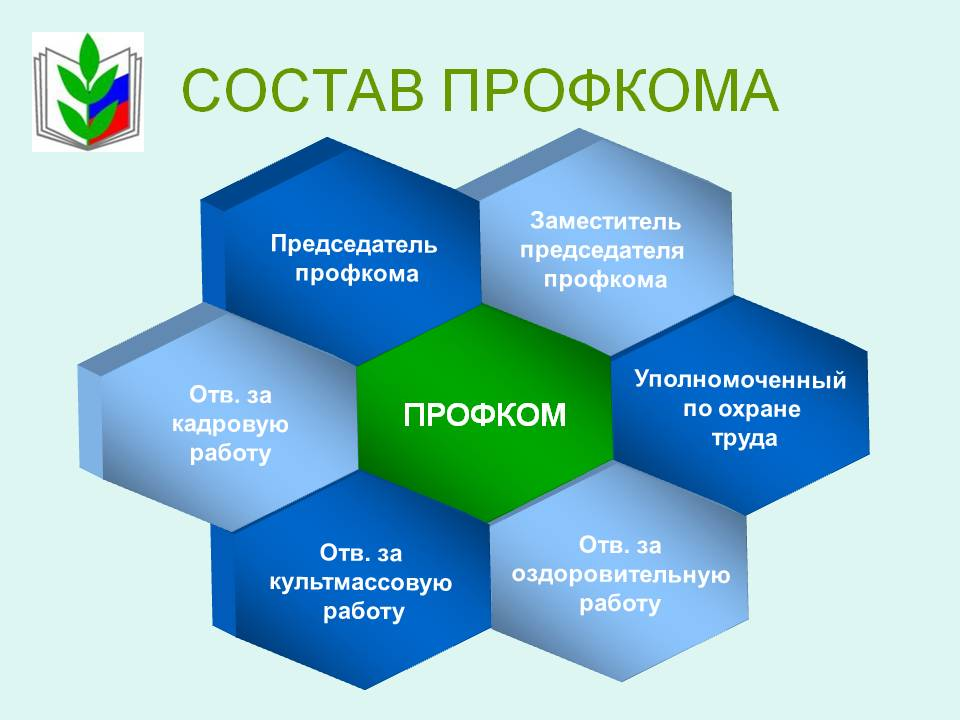 СОСТАВ ПРОФКОМА
Председатель
профкома
Заместитель
председателя
профкома
Отв. за
кадровую
работу
ПРОФКОМ
Уполномоченный
по охране
труда
Отв. за
культмассовую
работу
Отв. за
оздоровительную
работу